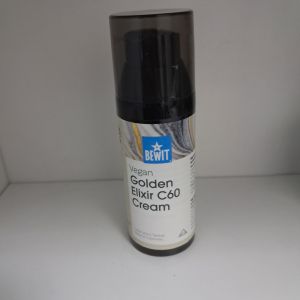 BEWIT
Vegan
Golden
Elixir C60
Cream